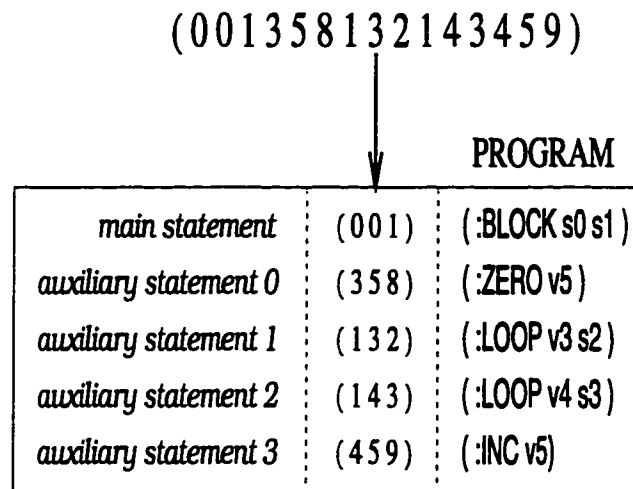 (001358132143459)
PROGRAM
main statement (001) (:BLOCK s0 s1)
auxiliary statement 0 (358) (:ZERO v5)
auxiliary statement 1 (132) (:LOOP v3 s2)
auxiliary statement 2 (143) (:LOOP v4 s3)
auxiliary statement 3 (459) (:INC v5)